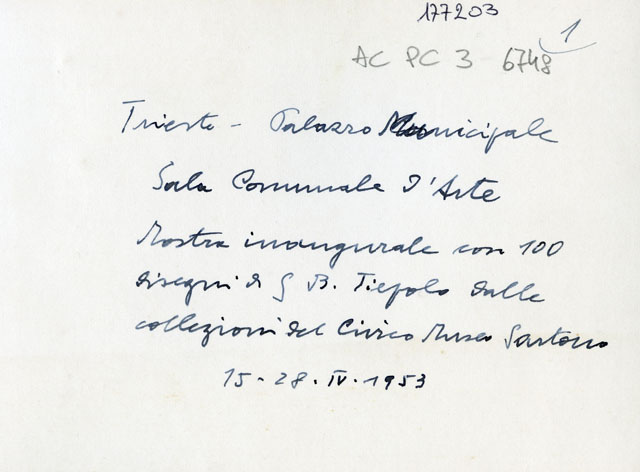 177203
1
AC PC 3 6748
Trieste - Palazzo Municipale
Sala Comunale d'Arte
Mostra inaugurale con 100
disegni di G B. Tiepolo dalle
collezioni del Civico Museo Sartorio
15 - 28 . IV . 1953